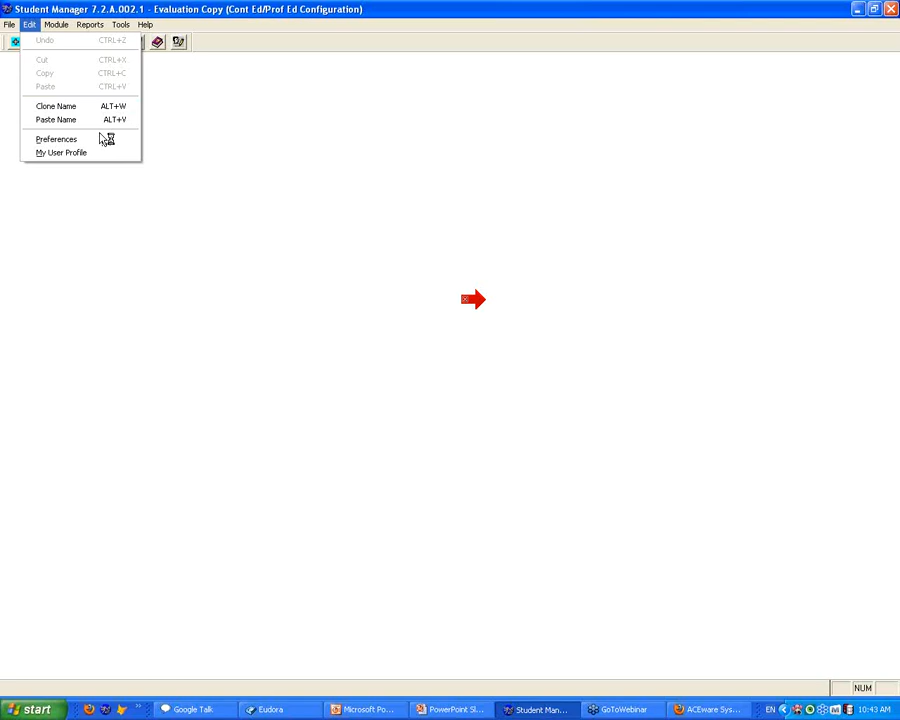 Student Manager 7.2.A.002.1 - Evaluation Copy (Cont Ed/Prof Ed Configuration)
File Edit Module Reports Tools Help
Undo CTRL+Z
Cut CTRL+X
Copy CTRL+C
Paste CTRL+V
Clone Name ALT+W
Paste Name ALT+V
Preferences
My User Profile
NUM
start Google Talk Eudora Microsoft Po... PowerPoint Sl... Student Man... GoToWebinar ACEware Sys... EN 10:43 AM